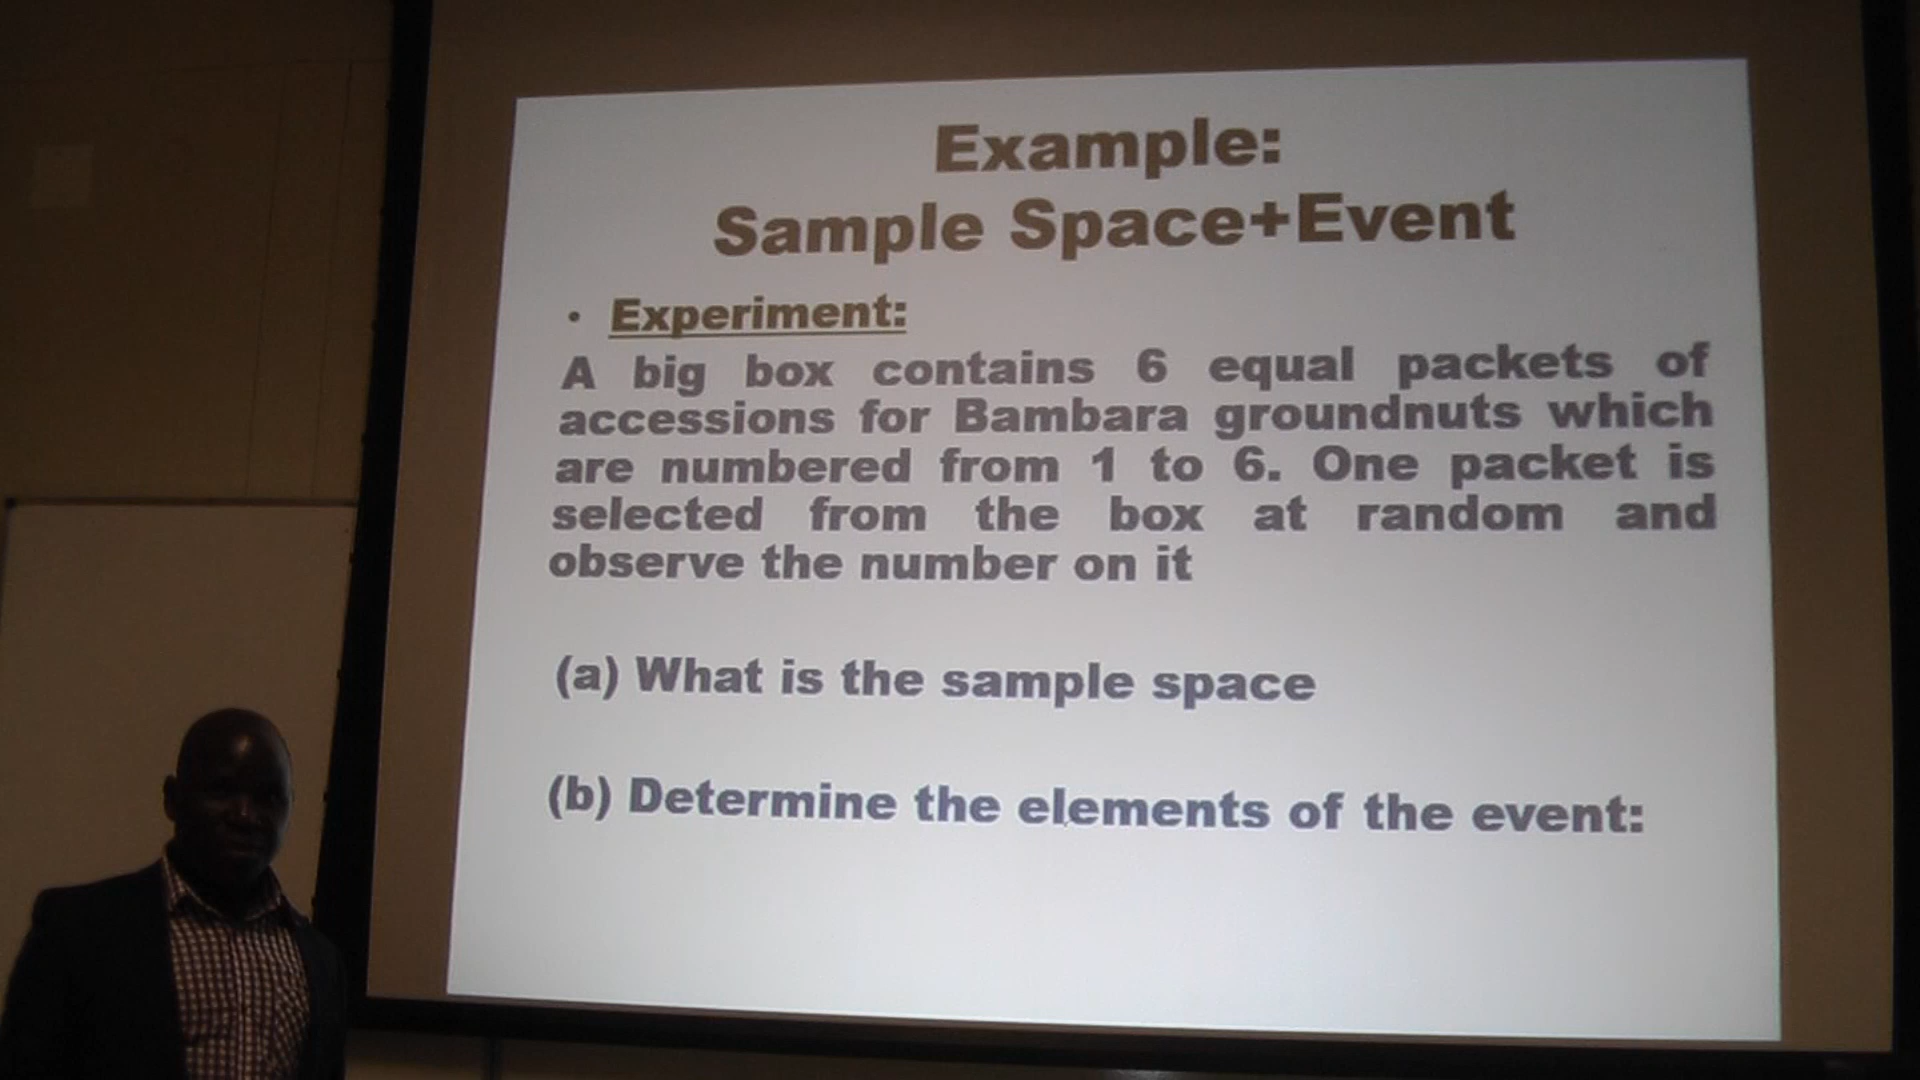 Example:
Sample Space+Event
• Experiment:
A big box contains 6 equal packets of
accessions for Bambara groundnuts which
are numbered from 1 to 6. One packet is
selected from the box at random and
observe the number on it
(a) What is the sample space
(b) Determine the elements of the event: